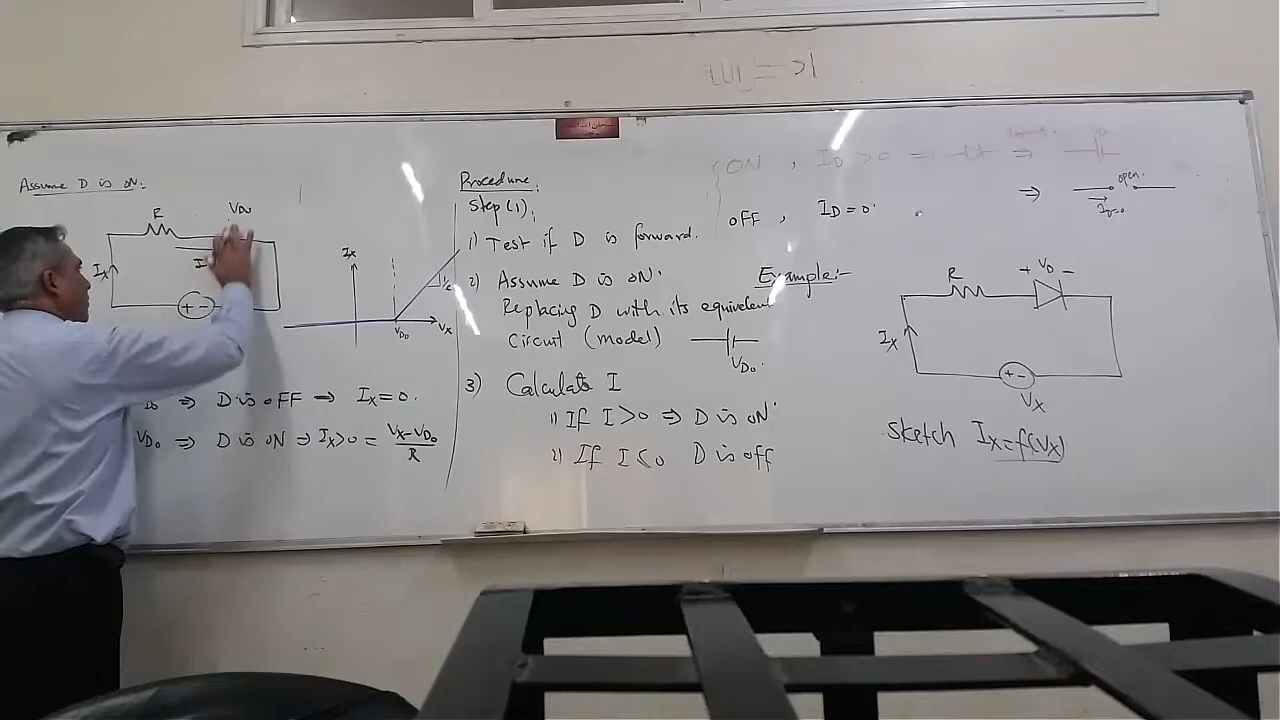 Assume D is ON:
R
VDo
Ix
Ix
1/R
VDo
Vx
⇒ D is OFF ⇒ Ix=0.
VDo ⇒ D is ON ⇒ Ix>0 = (Vx-VDo)/R
Procedure:
step(1):
1) Test if D is forward.
2) Assume D is ON.
Replacing D with its equivalent
Circuit (model)
VDo.
3) Calculate I
1) If I>0 ⇒ D is ON.
2) If I≤0 D is off
ON, ID>0 ⇒ ⇒
OFF, ID=0. ⇒ open.
ID=0
Example:-
R
+ VD -
Ix
+ -
Vx
Sketch Ix=f(Vx)